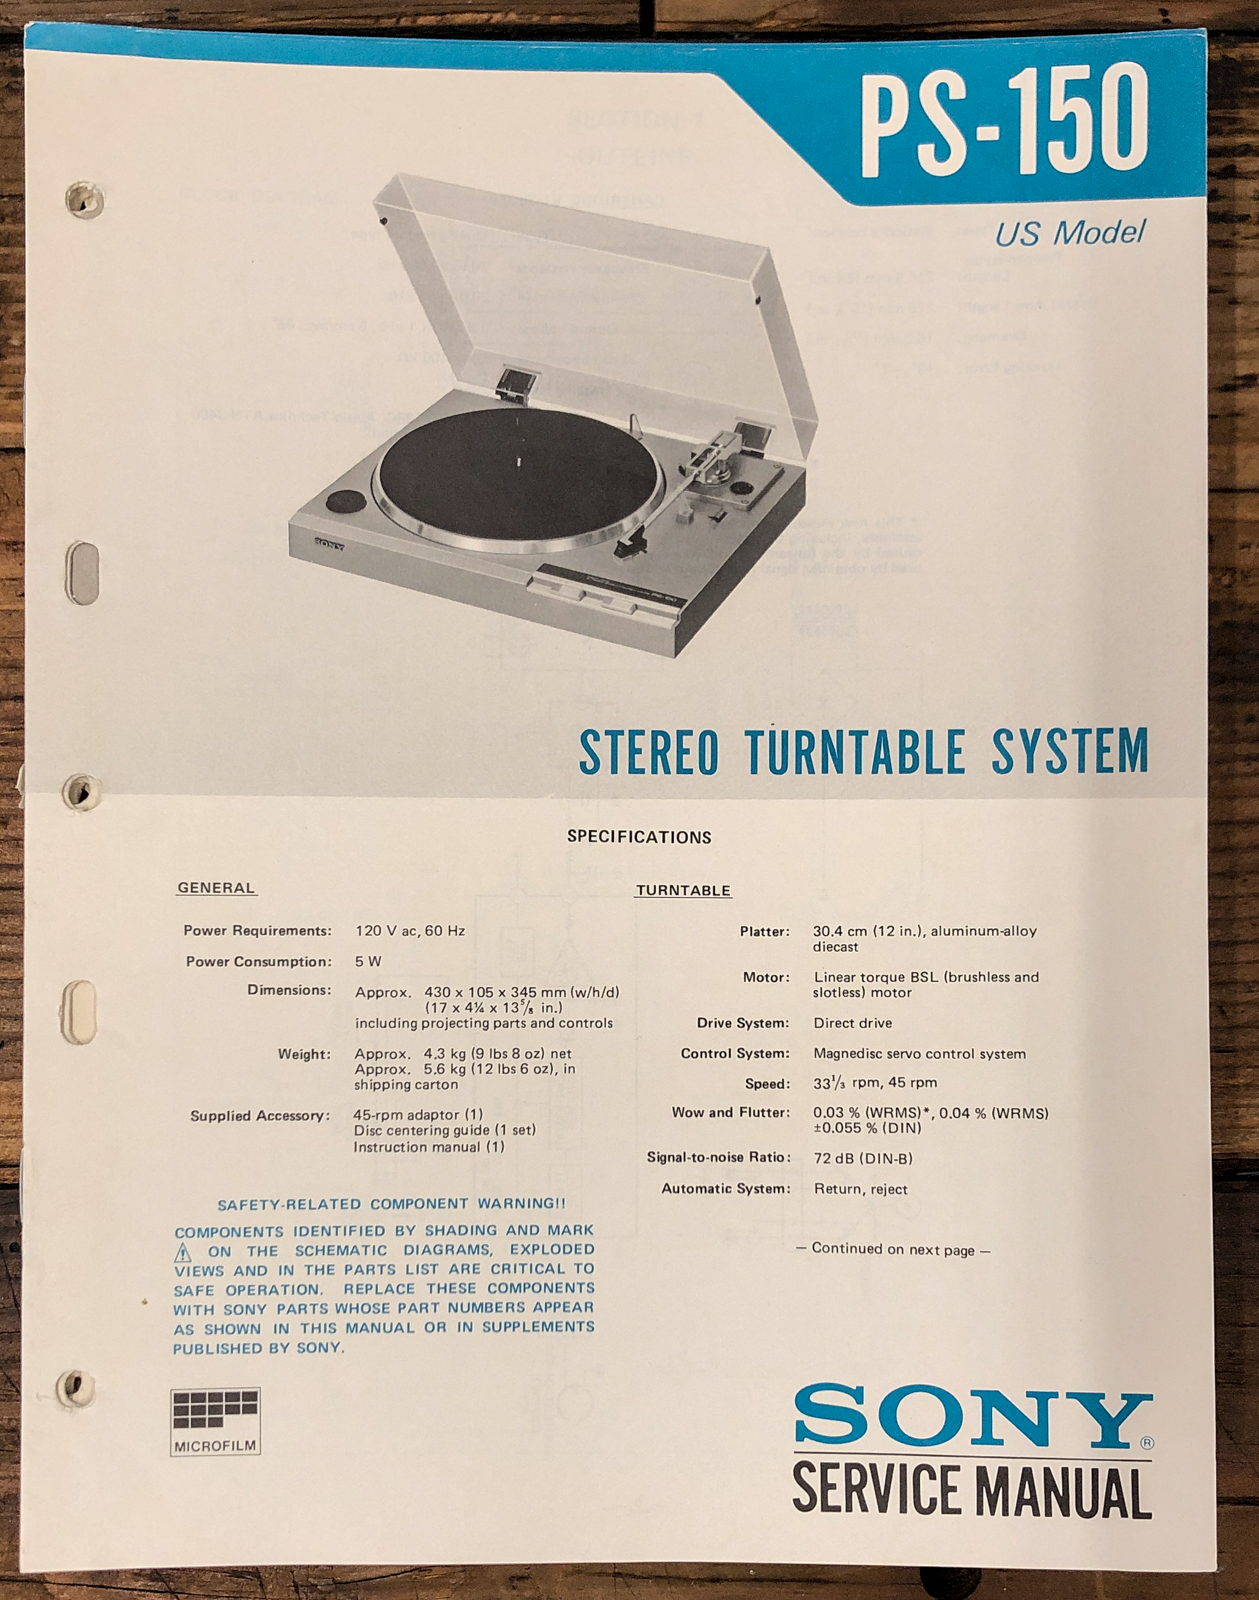 PS-150
US Model
SONY
PS-150
STEREO TURNTABLE SYSTEM
SPECIFICATIONS
GENERAL
Power Requirements: 120 V ac, 60 Hz
Power Consumption: 5 W
Dimensions: Approx. 430 x 105 x 345 mm (w/h/d)
(17 x 4¼ x 13⅝ in.)
including projecting parts and controls
Weight: Approx. 4.3 kg (9 lbs 8 oz) net
Approx. 5.6 kg (12 lbs 6 oz), in
shipping carton
Supplied Accessory: 45-rpm adaptor (1)
Disc centering guide (1 set)
Instruction manual (1)
SAFETY-RELATED COMPONENT WARNING!!
COMPONENTS IDENTIFIED BY SHADING AND MARK
⚠ ON THE SCHEMATIC DIAGRAMS, EXPLODED
VIEWS AND IN THE PARTS LIST ARE CRITICAL TO
SAFE OPERATION. REPLACE THESE COMPONENTS
WITH SONY PARTS WHOSE PART NUMBERS APPEAR
AS SHOWN IN THIS MANUAL OR IN SUPPLEMENTS
PUBLISHED BY SONY.
MICROFILM
TURNTABLE
Platter: 30.4 cm (12 in.), aluminum-alloy
diecast
Motor: Linear torque BSL (brushless and
slotless) motor
Drive System: Direct drive
Control System: Magnedisc servo control system
Speed: 33⅓ rpm, 45 rpm
Wow and Flutter: 0.03 % (WRMS)*, 0.04 % (WRMS)
±0.055 % (DIN)
Signal-to-noise Ratio: 72 dB (DIN-B)
Automatic System: Return, reject
— Continued on next page —
SONY®
SERVICE MANUAL